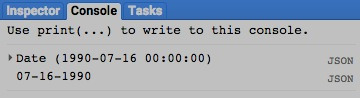 Inspector Console Tasks
Use print(...) to write to this console.
Date (1990-07-16 00:00:00) JSON
07-16-1990 JSON